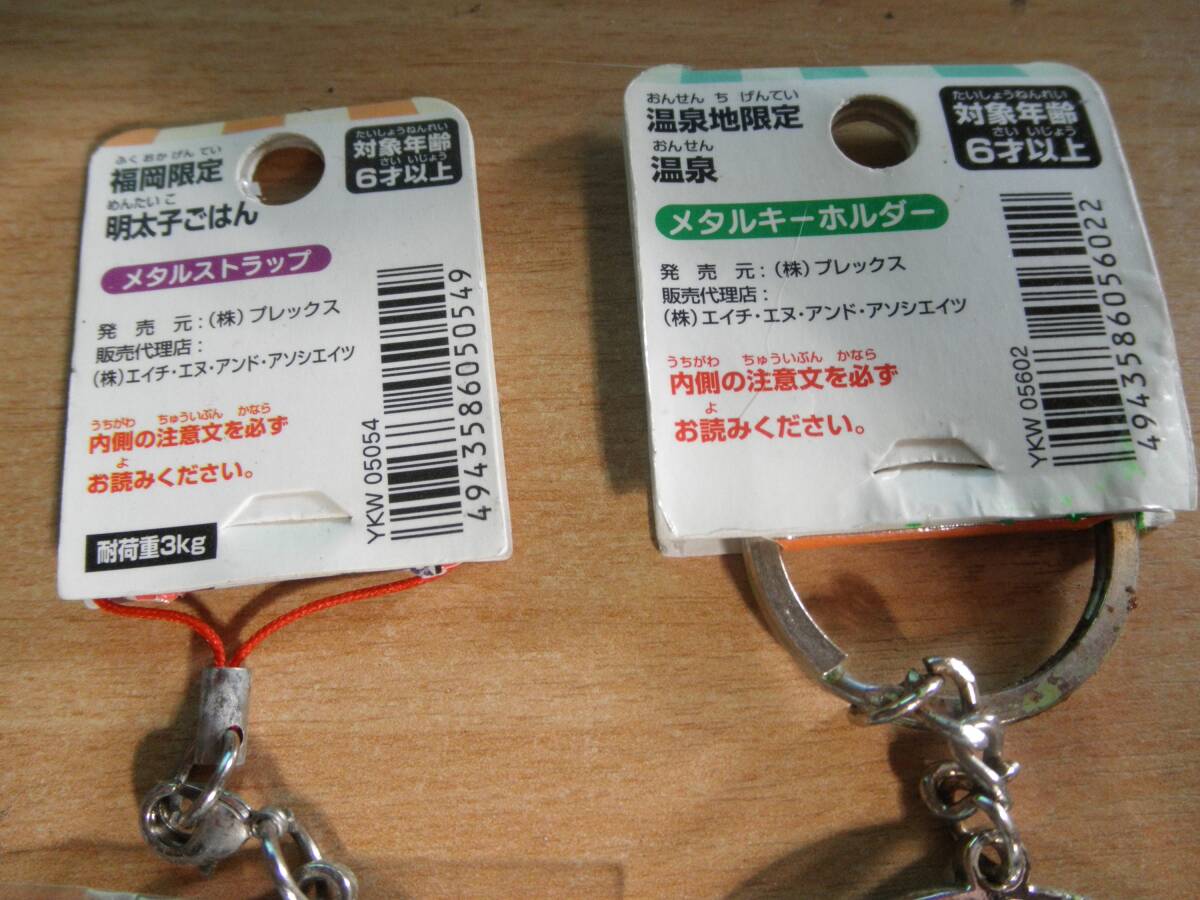 ふくおかげんてい
福岡限定
めんたいこ
明太子ごはん
たいしょうねんれい
対象年齢
さい いじょう
6才以上
メタルストラップ
発売元:(株)プレックス
販売代理店:
(株)エイチ・エヌ・アンド・アソシエイツ
うちがわ ちゅういぶん かなら
内側の注意文を必ず
よ
お読みください。
耐荷重3kg
YKW 05054
4943586050549
おんせん ち げんてい
温泉地限定
おんせん
温泉
たいしょうねんれい
対象年齢
さい いじょう
6才以上
メタルキーホルダー
発売元:(株)プレックス
販売代理店:
(株)エイチ・エヌ・アンド・アソシエイツ
うちがわ ちゅういぶん かなら
内側の注意文を必ず
よ
お読みください。
YKW 05602
4943586056022